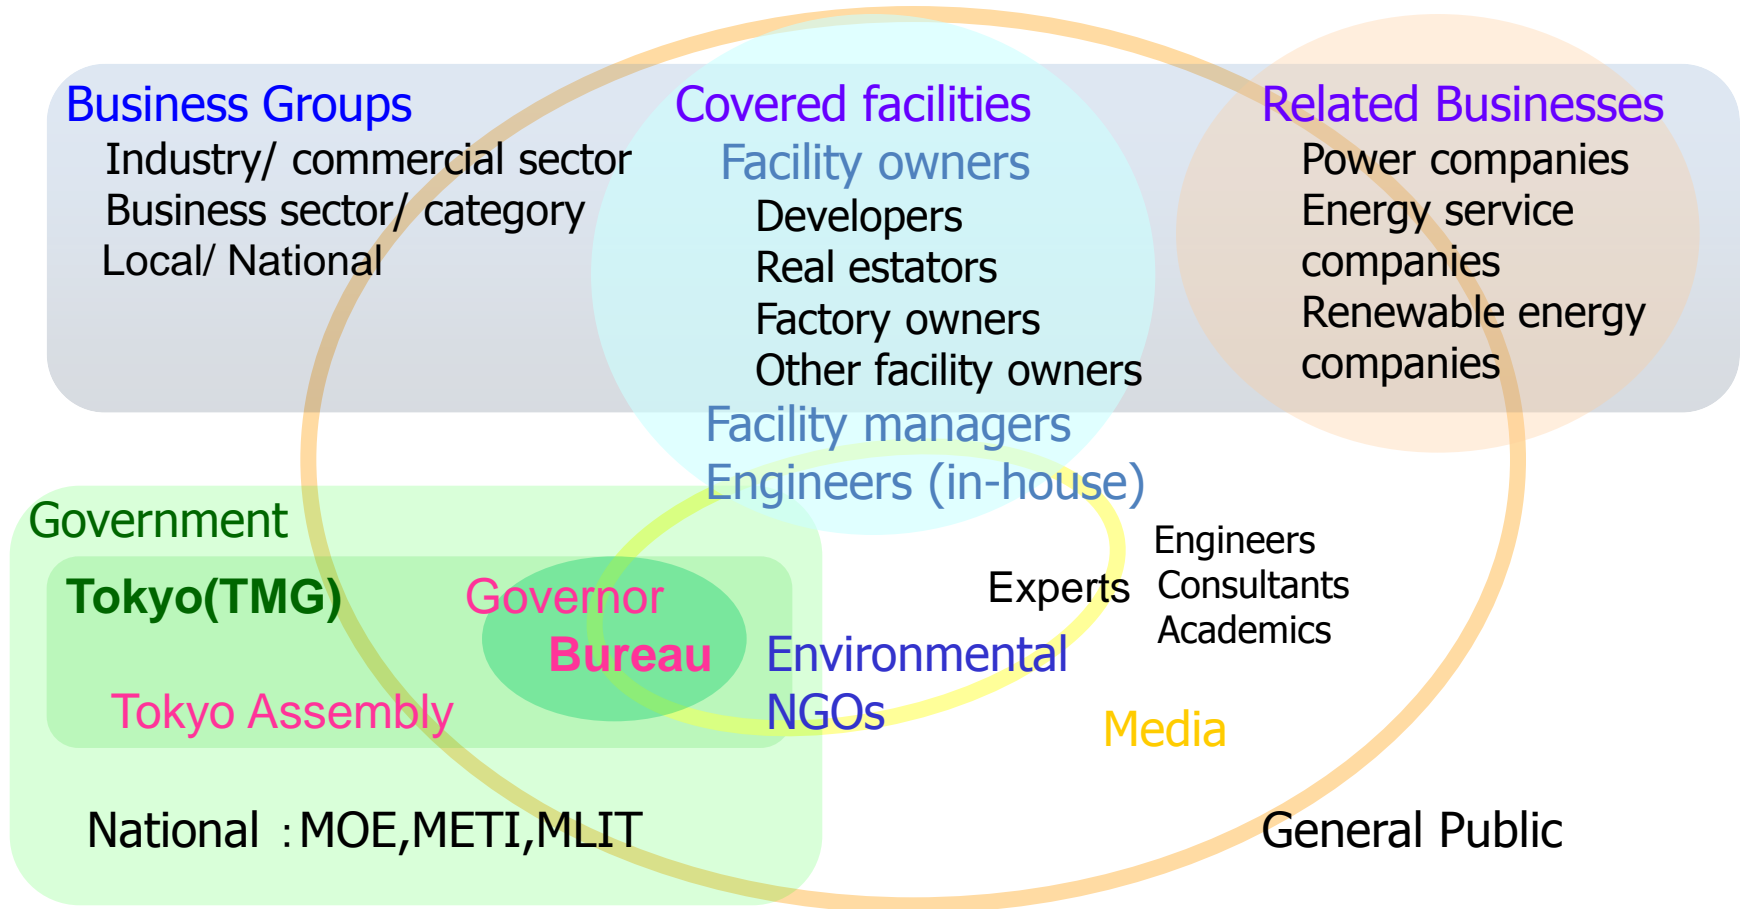 Business Groups
Industry/ commercial sector
Business sector/ category
Local/ National
Covered facilities
Facility owners
Developers
Real estators
Factory owners
Other facility owners
Facility managers
Engineers (in-house)
Related Businesses
Power companies
Energy service
companies
Renewable energy
companies
Government
Tokyo(TMG)
Governor
Bureau
Tokyo Assembly
National : MOE,METI,MLIT
Environmental
NGOs
Experts
Engineers
Consultants
Academics
Media
General Public